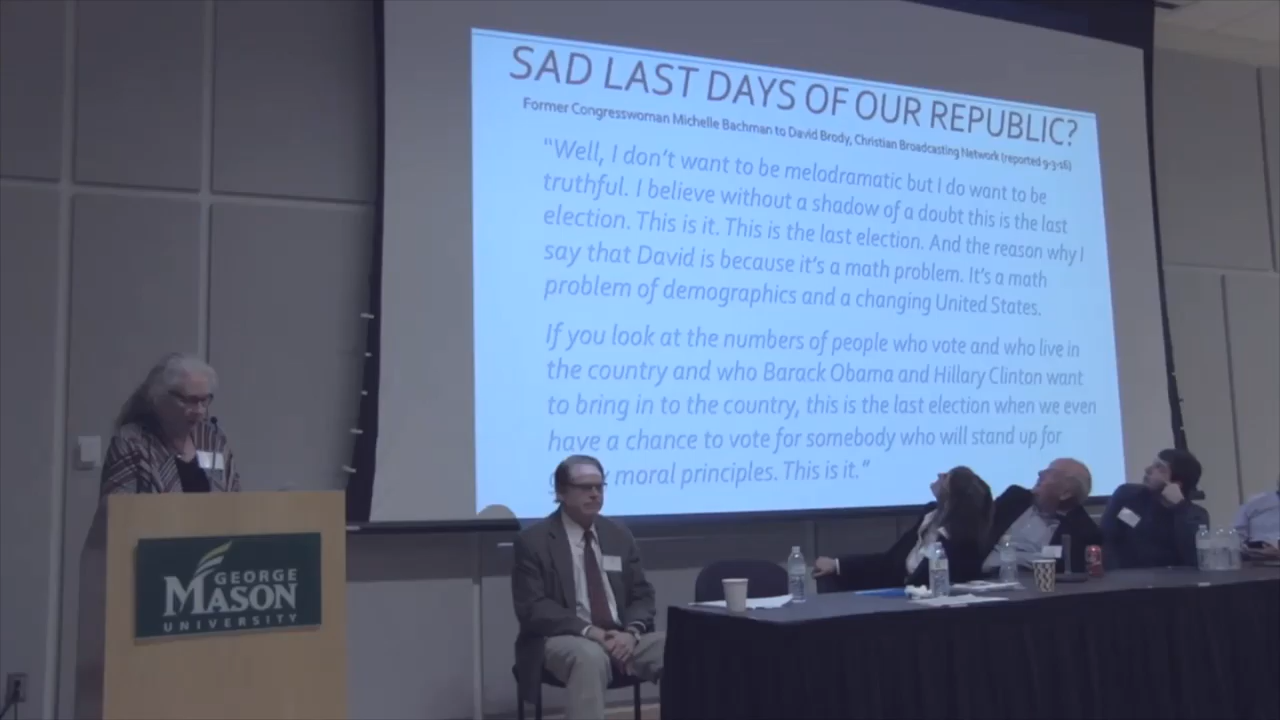 SAD LAST DAYS OF OUR REPUBLIC?
Former Congresswoman Michelle Bachman to David Brody, Christian Broadcasting Network (reported 9-3-16)
"Well, I don't want to be melodramatic but I do want to be
truthful. I believe without a shadow of a doubt this is the last
election. This is it. This is the last election. And the reason why I
say that David is because it's a math problem. It's a math
problem of demographics and a changing United States.
If you look at the numbers of people who vote and who live in
the country and who Barack Obama and Hillary Clinton want
to bring in to the country, this is the last election when we even
have a chance to vote for somebody who will stand up for
moral principles. This is it."
GEORGE
MASON
UNIVERSITY